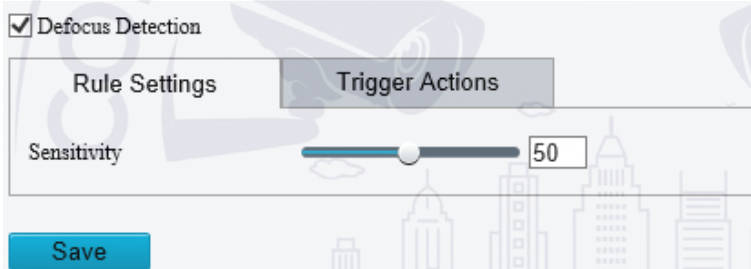 Defocus Detection
Rule Settings Trigger Actions
Sensitivity 50
Save